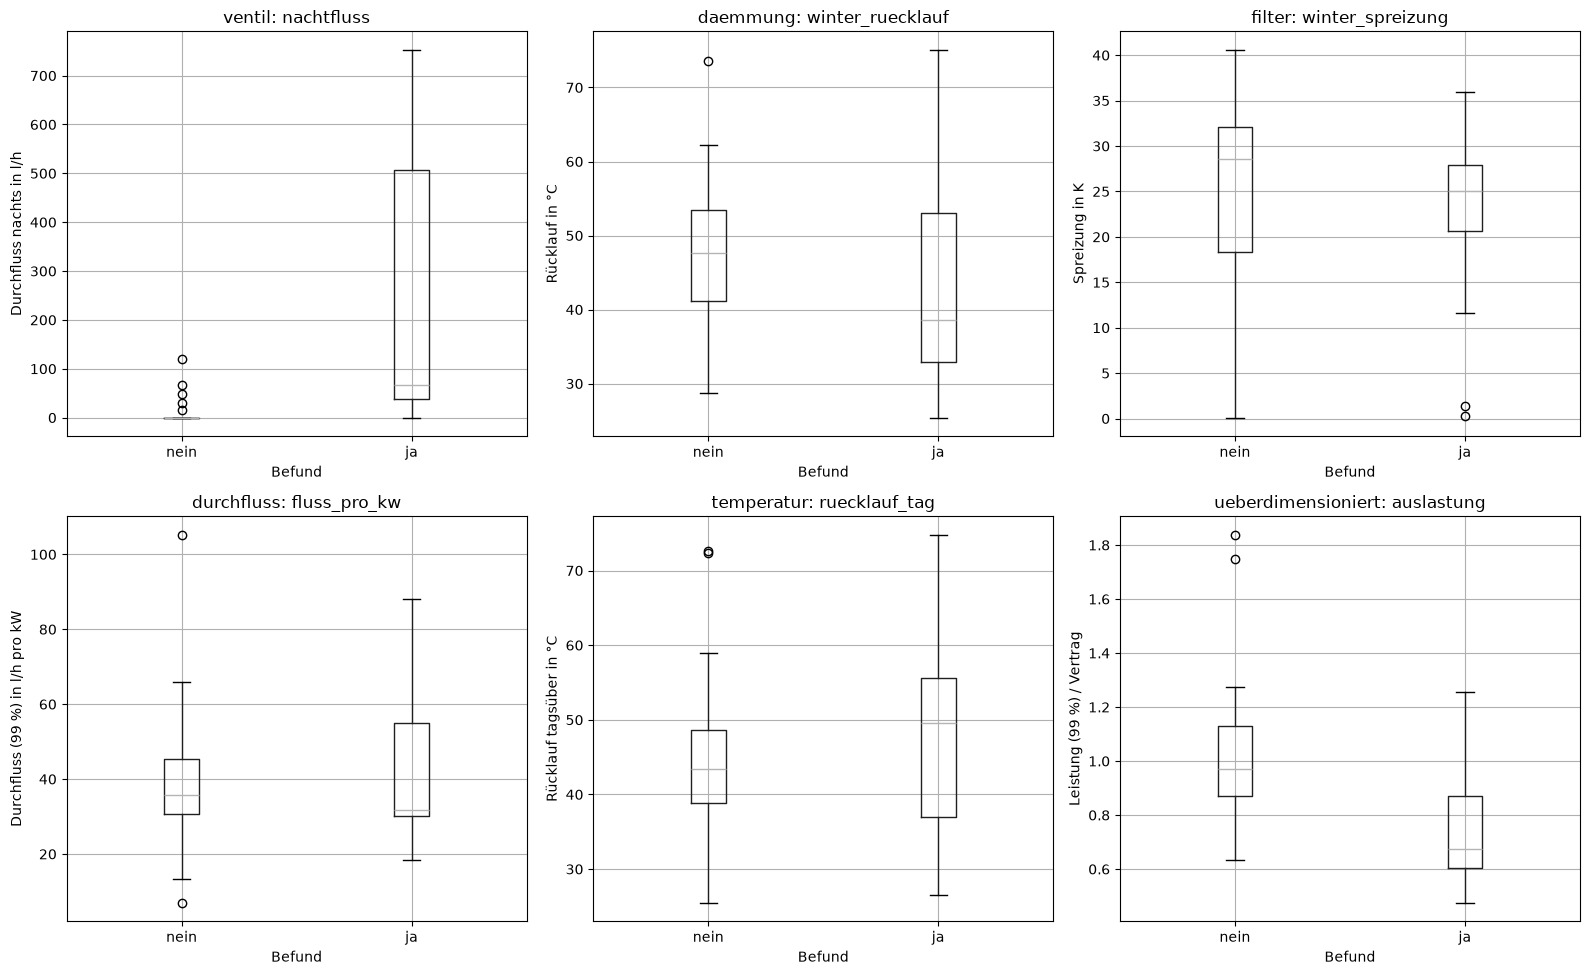 ventil: nachtfluss
Durchfluss nachts in l/h
700
600
500
400
300
200
100
0
nein
ja
Befund
daemmung: winter_ruecklauf
Rücklauf in °C
70
60
50
40
30
nein
ja
Befund
filter: winter_spreizung
Spreizung in K
40
35
30
25
20
15
10
5
0
nein
ja
Befund
durchfluss: fluss_pro_kw
Durchfluss (99 %) in l/h pro kW
100
80
60
40
20
nein
ja
Befund
temperatur: ruecklauf_tag
Rücklauf tagsüber in °C
70
60
50
40
30
nein
ja
Befund
ueberdimensioniert: auslastung
Leistung (99 %) / Vertrag
1.8
1.6
1.4
1.2
1.0
0.8
0.6
nein
ja
Befund